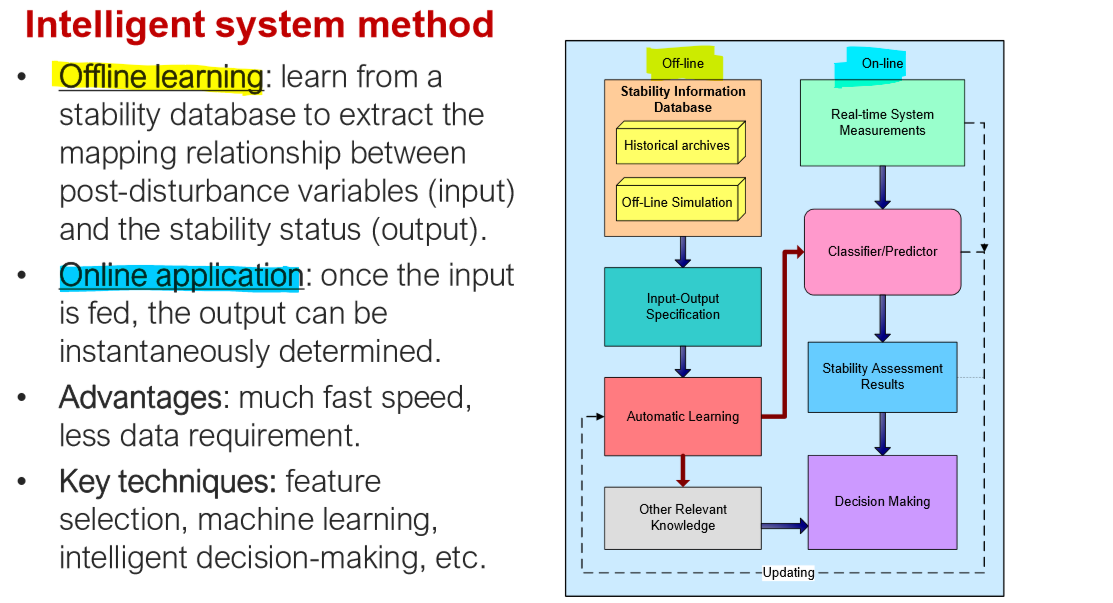 Intelligent system method
• Offline learning: learn from a
stability database to extract the
mapping relationship between
post-disturbance variables (input)
and the stability status (output).
• Online application: once the input
is fed, the output can be
instantaneously determined.
• Advantages: much fast speed,
less data requirement.
• Key techniques: feature
selection, machine learning,
intelligent decision-making, etc.
Off-line
Stability Information
Database
Historical archives
Off-Line Simulation
Input-Output
Specification
Automatic Learning
Other Relevant
Knowledge
On-line
Real-time System
Measurements
Classifier/Predictor
Stability Assessment
Results
Decision Making
Updating